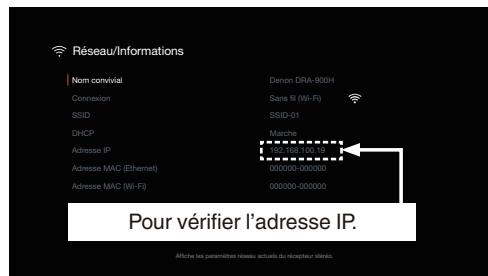 Réseau/Informations
Nom convivial Denon DRA-900H
Connexion Sans fil (Wi-Fi)
SSID SSID-01
DHCP Marche
Adresse IP 192.168.100.19
Adresse MAC (Ethernet) 000000-000000
Adresse MAC (Wi-Fi) 000000-000000
Pour vérifier l'adresse IP.
Affiche les paramètres réseau actuels du récepteur stéréo.